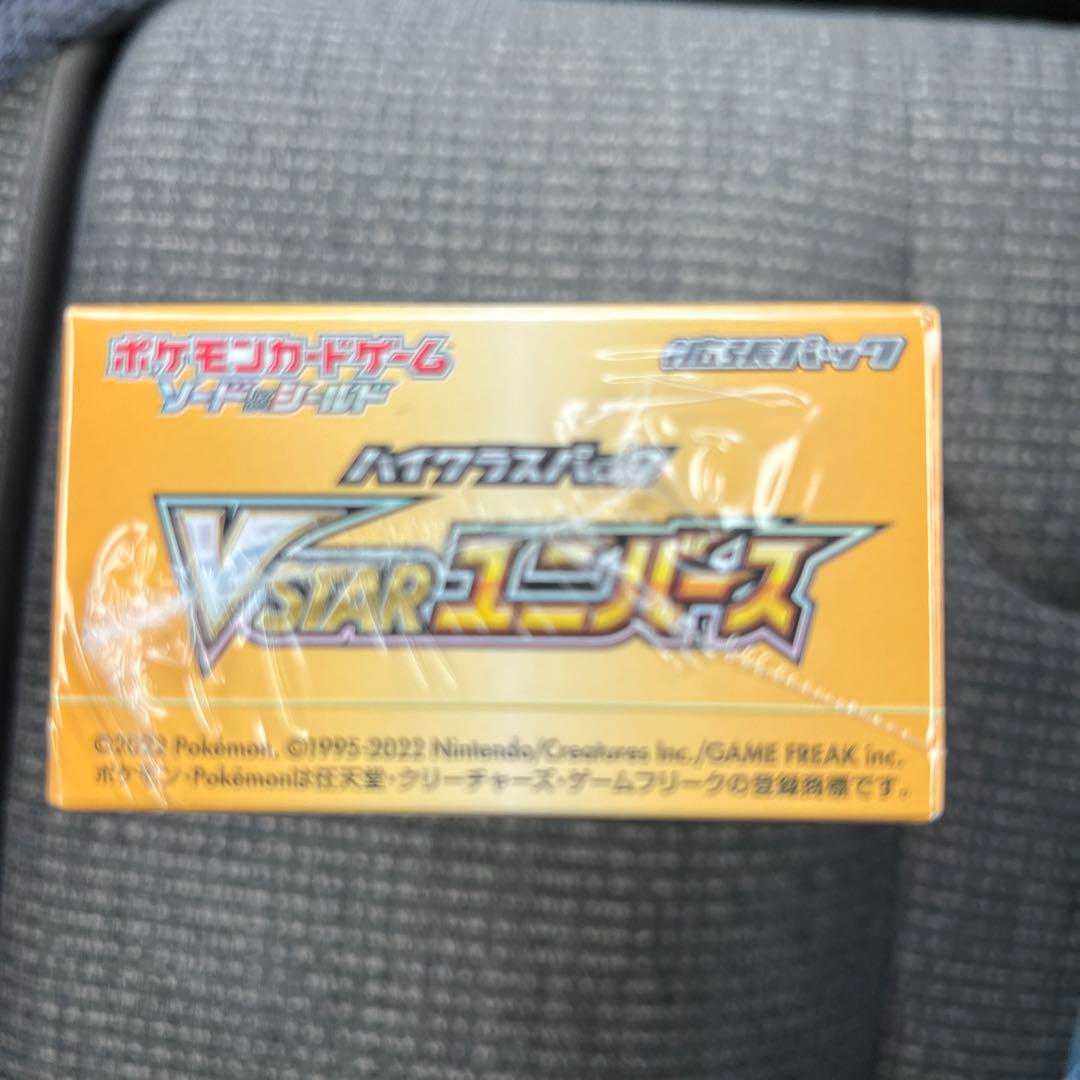 ポケモンカードゲーム
ソード&シールド
拡張パック
ハイクラスパック
VSTARユニバース
©2022 Pokémon. ©1995-2022 Nintendo/Creatures Inc./GAME FREAK inc.
ポケモン・Pokémonは任天堂・クリーチャーズ・ゲームフリークの登録商標です。